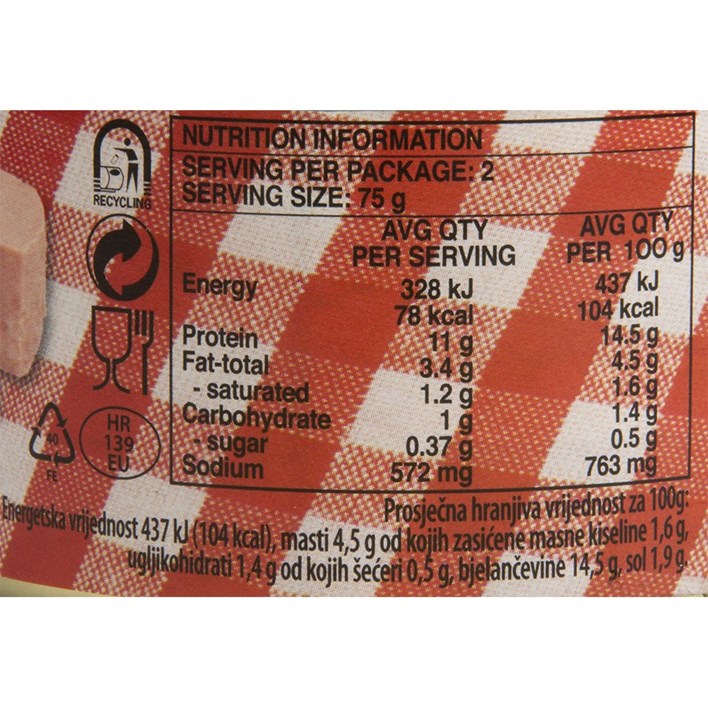 NUTRITION INFORMATION
SERVING PER PACKAGE: 2
SERVING SIZE: 75 g
AVG QTY AVG QTY
PER SERVING PER 100 g
Energy 328 kJ 437 kJ
78 kcal 104 kcal
Protein 11 g 14.5 g
Fat-total 3.4 g 4.5 g
- saturated 1.2 g 1.6 g
Carbohydrate 1 g 1.4 g
- sugar 0.37 g 0.5 g
Sodium 572 mg 763 mg
RECYCLING
40
FE
HR
139
EU
Prosječna hranjiva vrijednost za 100g:
Energetska vrijednost 437 kJ (104 kcal), masti 4,5 g od kojih zasićene masne kiseline 1,6 g,
ugljikohidrati 1,4 g od kojih šećeri 0,5 g, bjelančevine 14,5 g, sol 1,9 g.